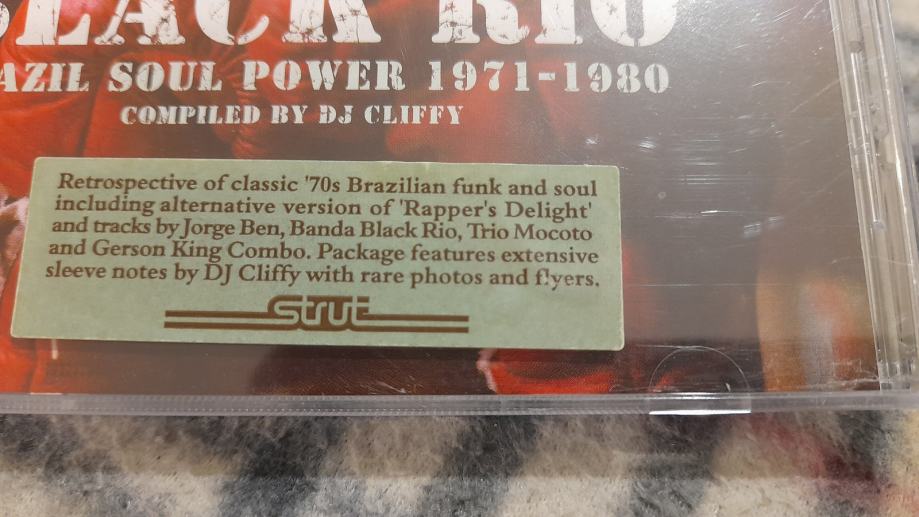 BLACK RIO
AZIL SOUL POWER 1971-1980
COMPILED BY DJ CLIFFY
Retrospective of classic '70s Brazilian funk and soul
including alternative version of 'Rapper's Delight'
and tracks by Jorge Ben, Banda Black Rio, Trio Mocoto
and Gerson King Combo. Package features extensive
sleeve notes by DJ Cliffy with rare photos and flyers.
strut